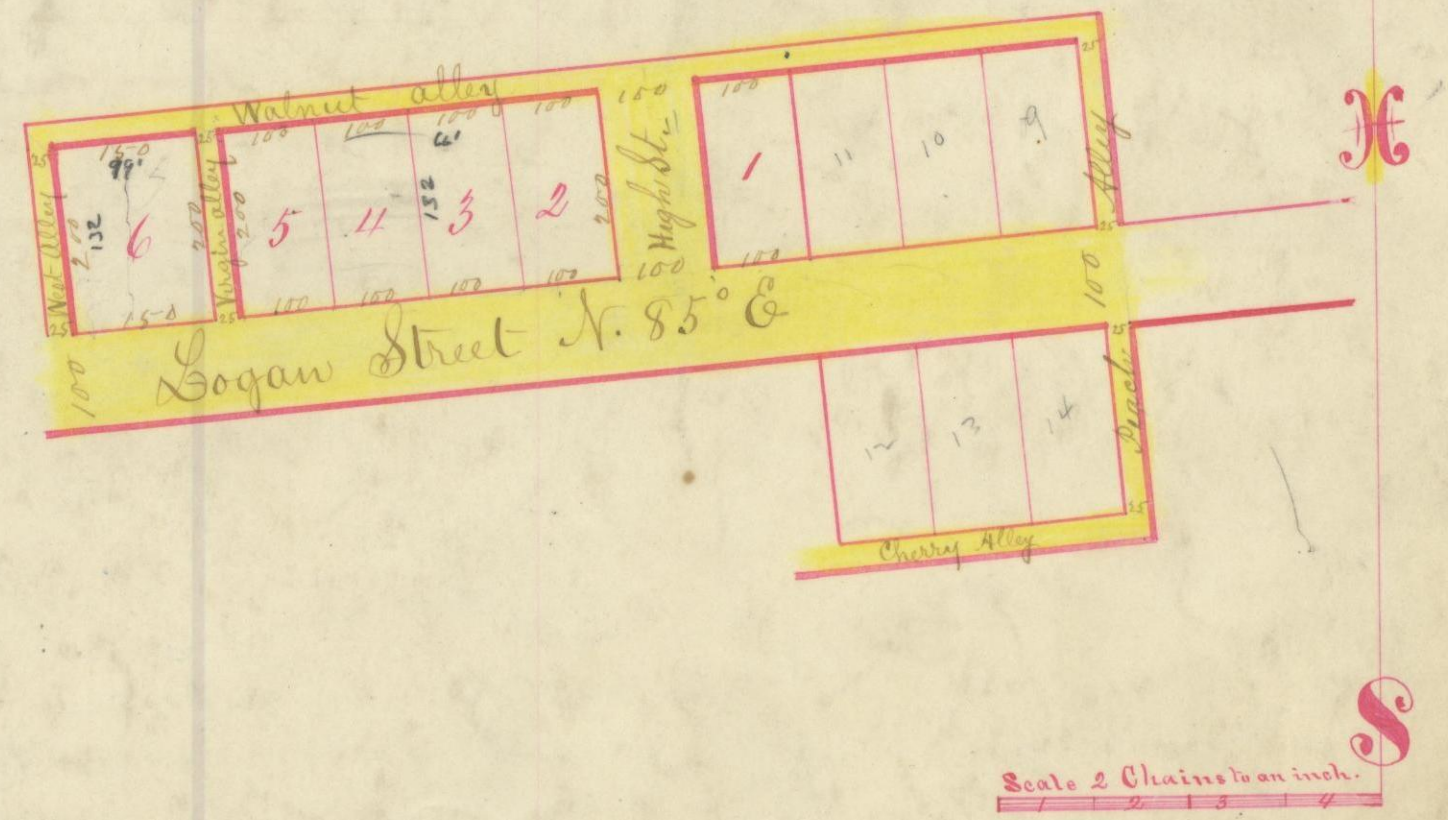 Walnut alley
25 150 25 100 100 100 100 150 100 25
99' 66'
West Alley 200 132 6 200 Virgin alley 200 5 4 132 3 2 200 High St. 1 11 10 9 Alley
25 150 25 100 100 100 100 100 100 25
100 Logan Street N. 85° E 100
25
12 13 14 Peach
25
Cherry Alley
S
Scale 2 Chains to an inch.
1 2 3 4